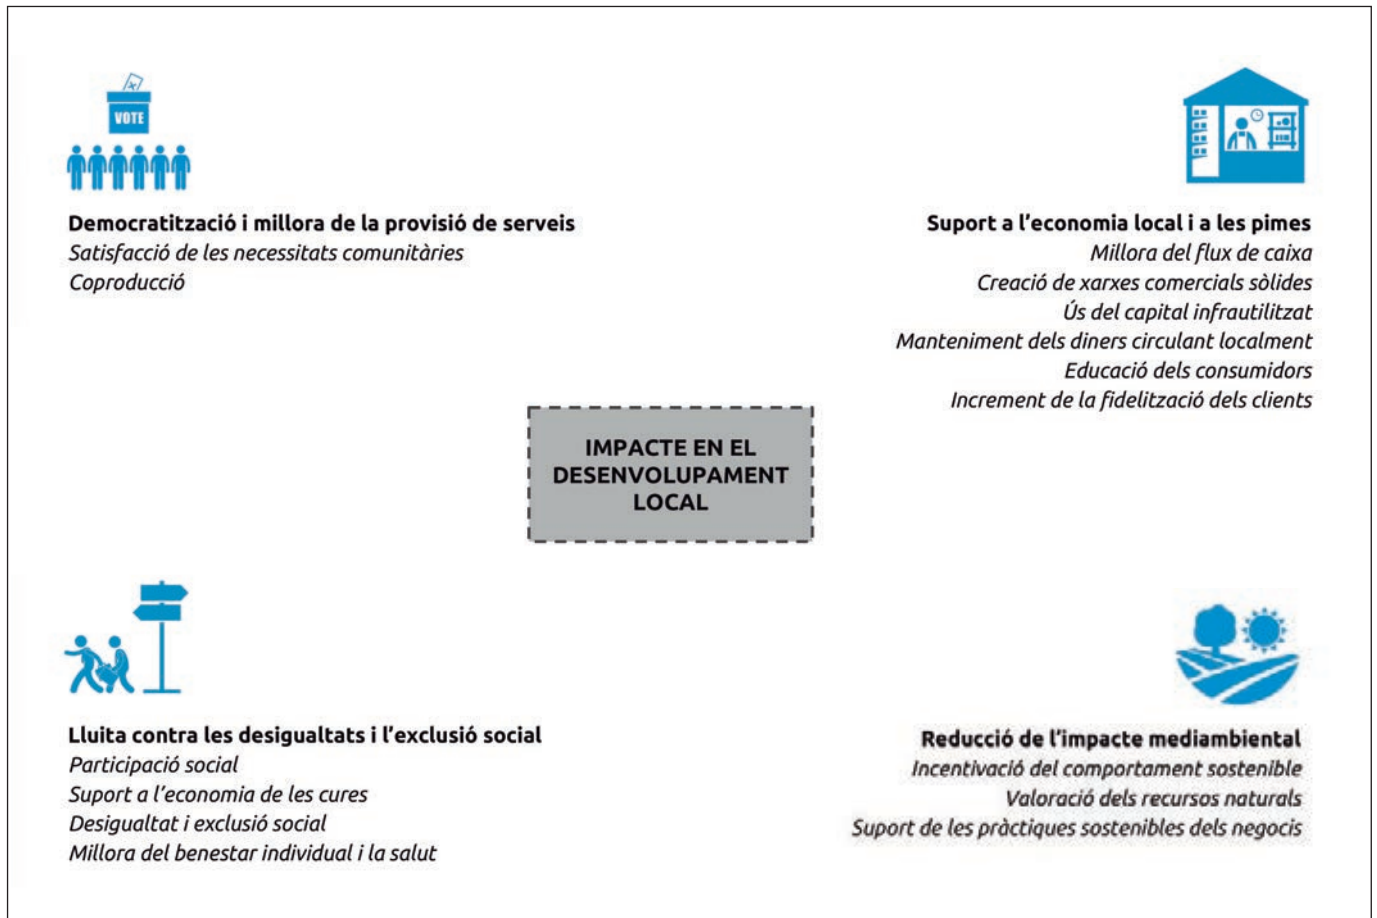 VOTE
Democratització i millora de la provisió de serveis
Satisfacció de les necessitats comunitàries
Coproducció
Suport a l’economia local i a les pimes
Millora del flux de caixa
Creació de xarxes comercials sòlides
Ús del capital infrautilitzat
Manteniment dels diners circulant localment
Educació dels consumidors
Increment de la fidelització dels clients
IMPACTE EN EL
DESENVOLUPAMENT
LOCAL
Lluita contra les desigualtats i l’exclusió social
Participació social
Suport a l’economia de les cures
Desigualtat i exclusió social
Millora del benestar individual i la salut
Reducció de l’impacte mediambiental
Incentivació del comportament sostenible
Valoració dels recursos naturals
Suport de les pràctiques sostenibles dels negocis